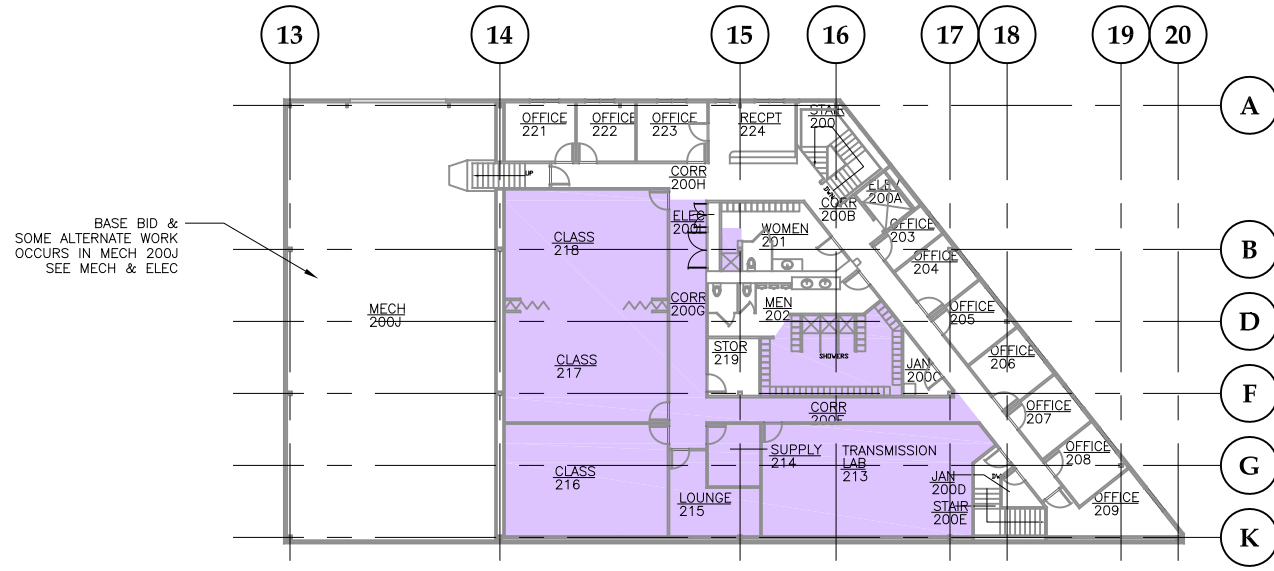 13
14
15
16
17
18
19
20
A
OFFICE
221
OFFICE
222
OFFICE
223
RECPT
224
STAIR
200
UP
CORR
200H
DWN
CORR
200B
ELEV
200A
OFFICE
203
BASE BID &
SOME ALTERNATE WORK
OCCURS IN MECH 200J
SEE MECH & ELEC
CLASS
218
ELEC
WOMEN
201
OFFICE
204
B
MECH
200J
CORR
200G
MEN
202
OFFICE
205
D
CLASS
217
STOR
219
SHOWERS
JAN
200C
OFFICE
206
F
CORR
200F
OFFICE
207
CLASS
216
SUPPLY
214
TRANSMISSION
LAB
213
OFFICE
208
G
LOUNGE
215
JAN
200D
STAIR
200E
OFFICE
209
K